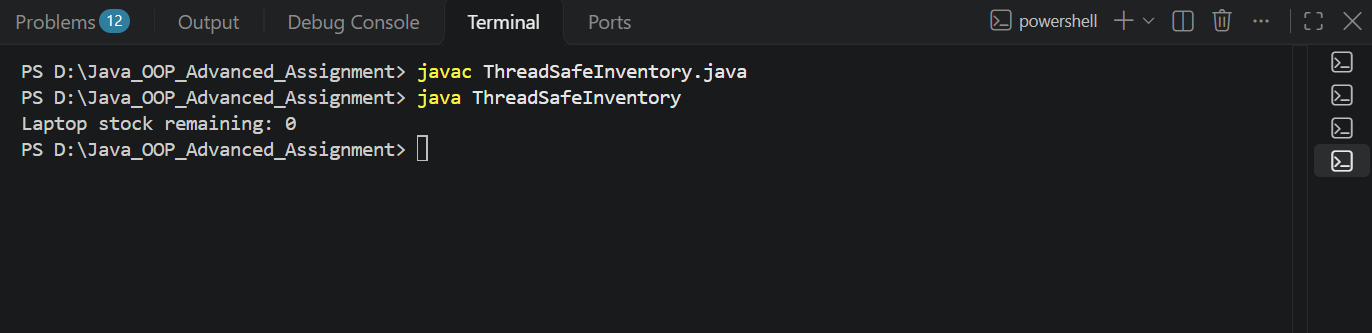 Problems 12 Output Debug Console Terminal Ports powershell
PS D:\Java_OOP_Advanced_Assignment> javac ThreadSafeInventory.java
PS D:\Java_OOP_Advanced_Assignment> java ThreadSafeInventory
Laptop stock remaining: 0
PS D:\Java_OOP_Advanced_Assignment>